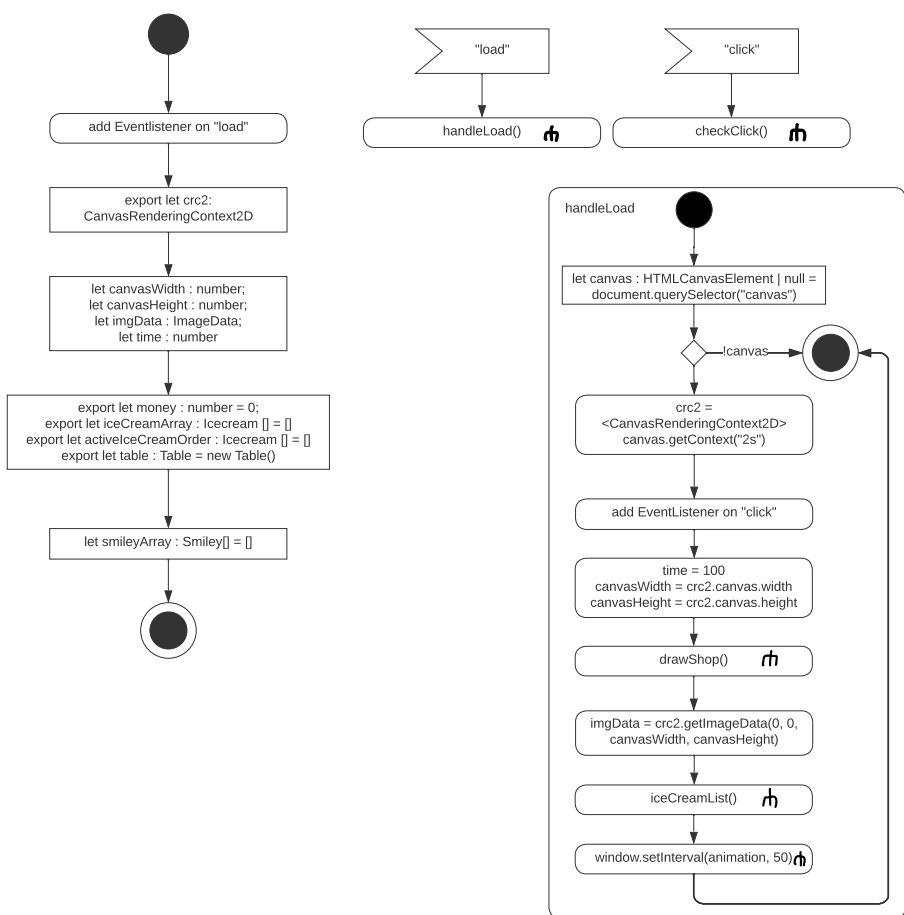 add Eventlistener on "load"
export let crc2:
CanvasRenderingContext2D
let canvasWidth : number;
let canvasHeight : number;
let imgData : ImageData;
let time : number
export let money : number = 0;
export let iceCreamArray : Icecream [] = []
export let activeIceCreamOrder : Icecream [] = []
export let table : Table = new Table()
let smileyArray : Smiley[] = []
"load"
handleLoad()
"click"
checkClick()
handleLoad
let canvas : HTMLCanvasElement | null =
document.querySelector("canvas")
!canvas
crc2 =
<CanvasRenderingContext2D>
canvas.getContext("2s")
add EventListener on "click"
time = 100
canvasWidth = crc2.canvas.width
canvasHeight = crc2.canvas.height
drawShop()
imgData = crc2.getImageData(0, 0,
canvasWidth, canvasHeight)
iceCreamList()
window.setInterval(animation, 50)